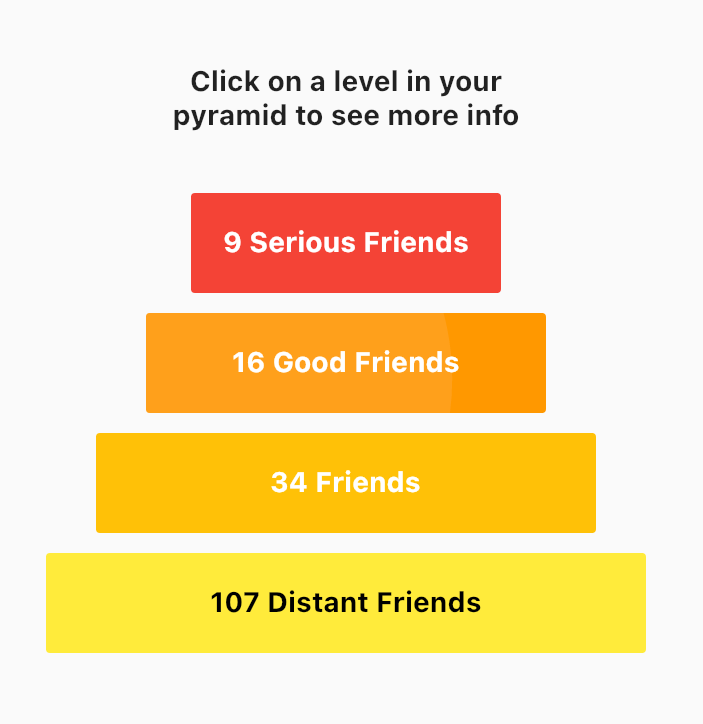 Click on a level in your
pyramid to see more info
9 Serious Friends
16 Good Friends
34 Friends
107 Distant Friends